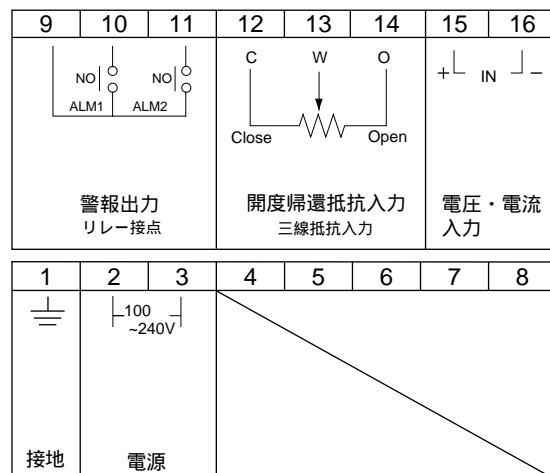 9 10 11 12 13 14 15 16
C W O
+ IN -
NO NO
ALM1 ALM2
Close Open
警報出力
リレー接点
開度帰還抵抗入力
三線抵抗入力
電圧・電流
入力
1 2 3 4 5 6 7 8
100
~240V
接地
電源